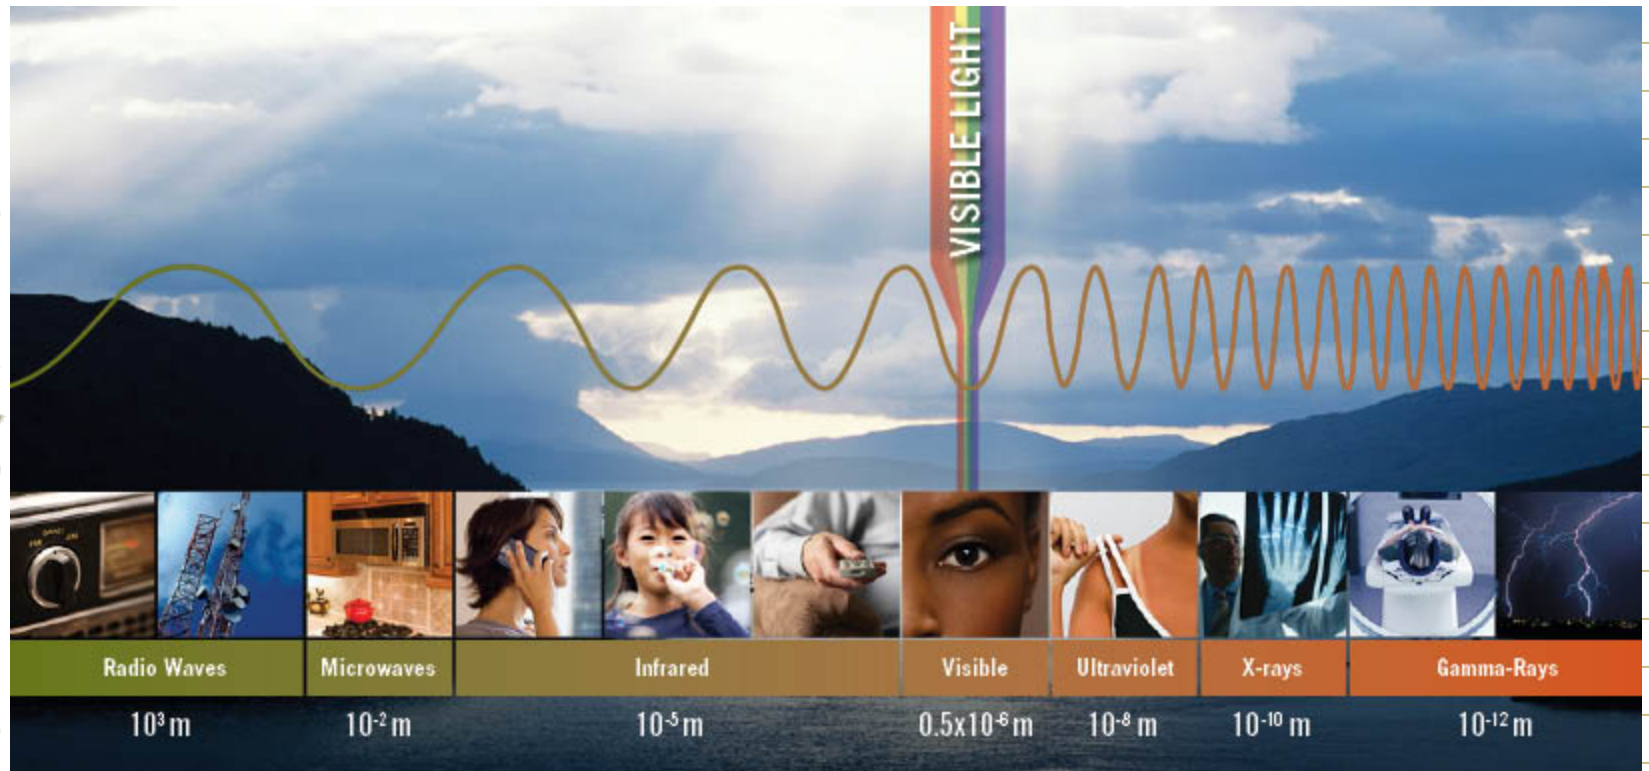 VISIBLE LIGHT
Radio Waves
Microwaves
Infrared
Visible
Ultraviolet
X-rays
Gamma-Rays
10³ m
10⁻² m
10⁻⁵ m
0.5x10⁻⁶ m
10⁻⁸ m
10⁻¹⁰ m
10⁻¹² m